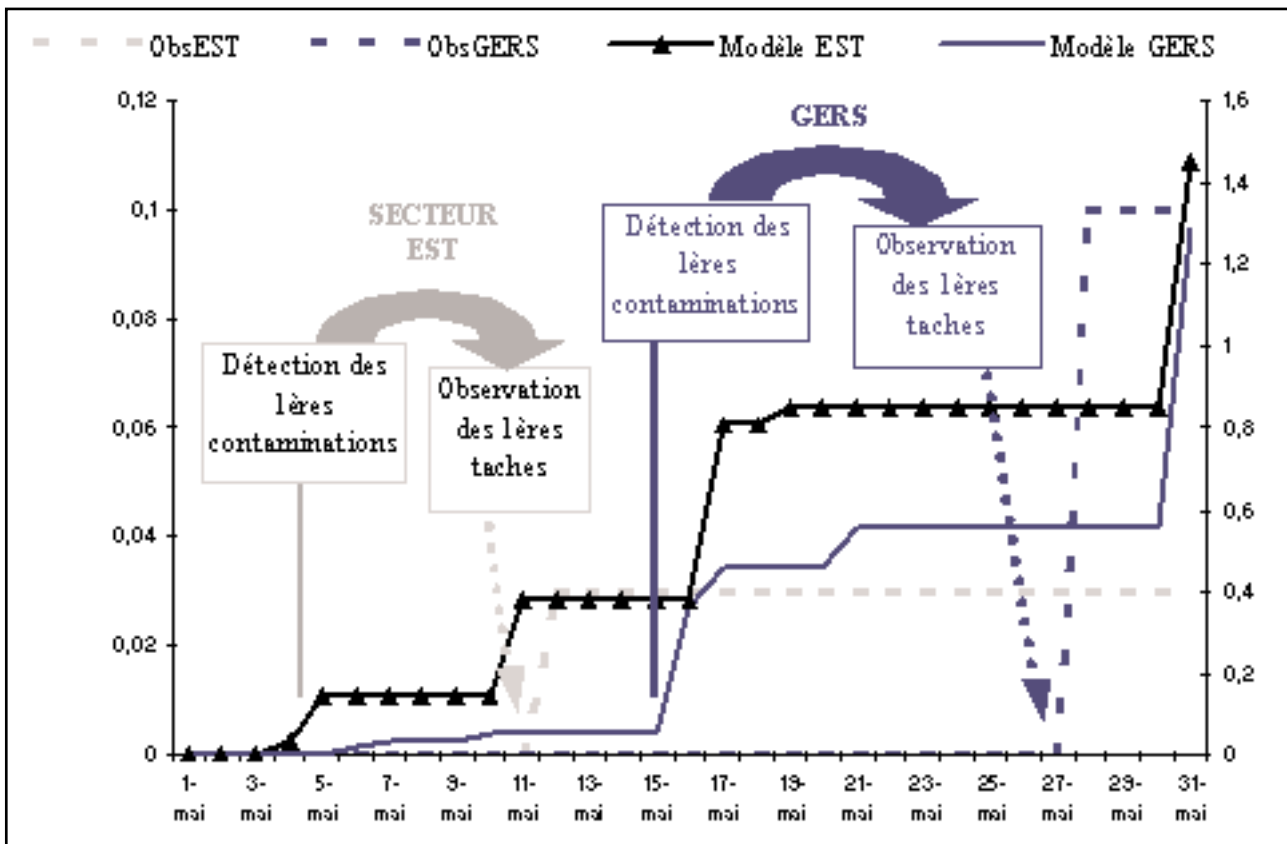 ObsEST ObsGERS Modèle EST Modèle GERS
0,12
0,1
0,08
0,06
0,04
0,02
0
1,6
1,4
1,2
1
0,8
0,6
0,4
0,2
0
SECTEUR
EST
Détection des
lères
contaminations
Observation
des lères
taches
GERS
Détection des
lères
contaminations
Observation
des lères
taches
1- 3- 5- 7- 9- 11- 13- 15- 17- 19- 21- 23- 25- 27- 29- 31-
mai mai mai mai mai mai mai mai mai mai mai mai mai mai mai mai